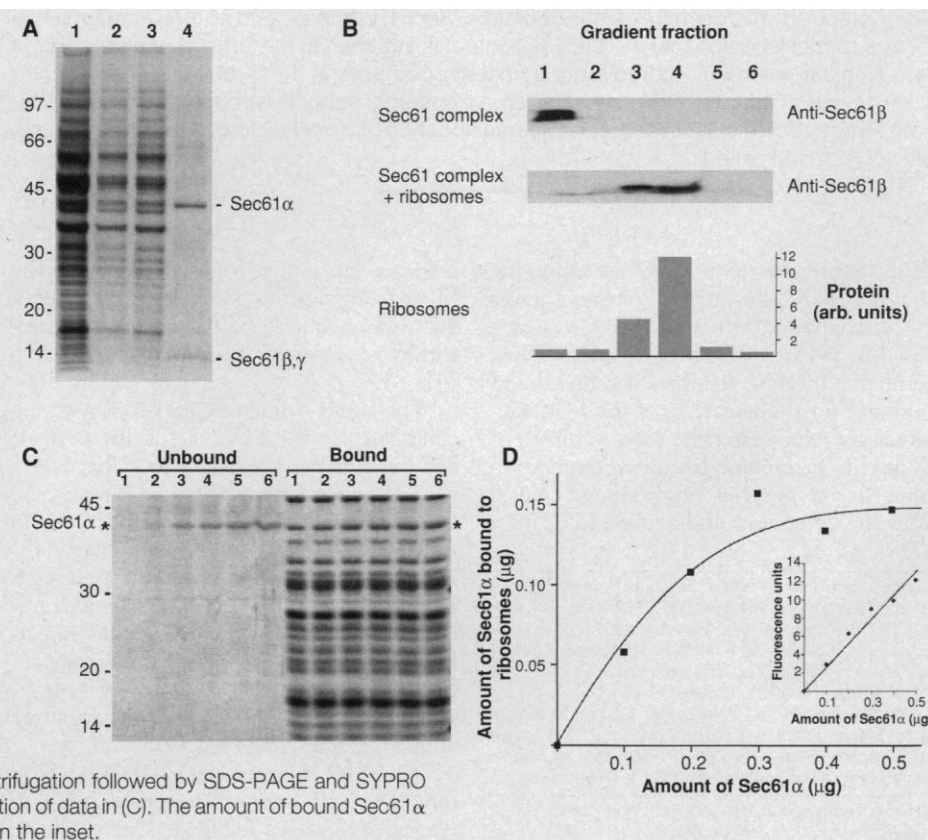 A
1 2 3 4
97-
66-
45-
30-
20-
14-
- Sec61α
- Sec61β,γ
B
Gradient fraction
1 2 3 4 5 6
Sec61 complex
Anti-Sec61β
Sec61 complex
+ ribosomes
Anti-Sec61β
Ribosomes
12
10
8
6
4
2
Protein
(arb. units)
C
Unbound Bound
1 2 3 4 5 6 1 2 3 4 5 6
45 -
Sec61α * *
30 -
20 -
14 -
D
Amount of Sec61α bound to
ribosomes (µg)
0.15
0.10
0.05
0.1 0.2 0.3 0.4 0.5
Amount of Sec61α (µg)
Fluorescence units
14
12
10
8
6
4
2
0.1 0.3 0.5
Amount of Sec61α (µg
trifugation followed by SDS-PAGE and SYPRO
tion of data in (C). The amount of bound Sec61α
n the inset.